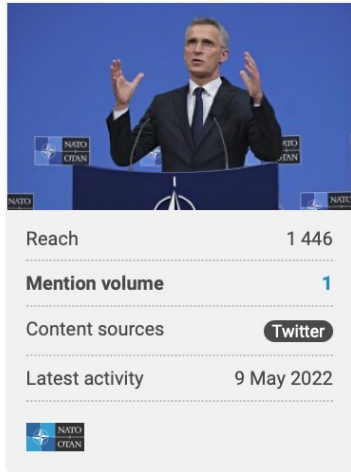 NATO
OTAN
NATO
OTAN
NATO
NATO
Reach 1 446
Mention volume 1
Content sources Twitter
Latest activity 9 May 2022
NATO
OTAN